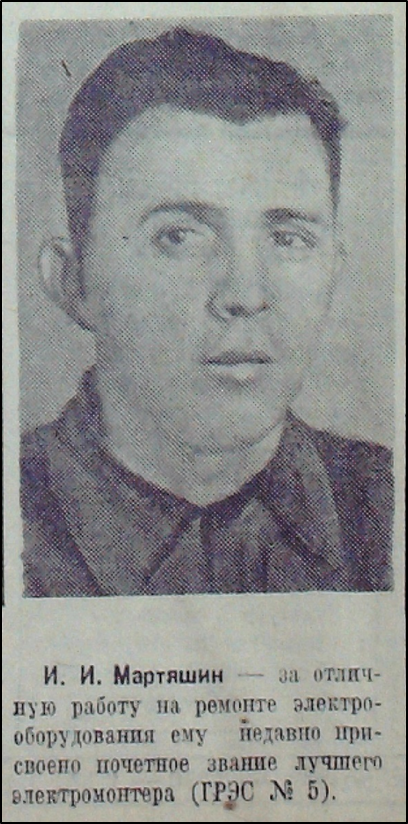 И. И. Мартяшин — за отлич-
ную работу на ремонте электро-
оборудования ему недавно при-
своено почетное звание лучшего
электромонтера (ГРЭС № 5).